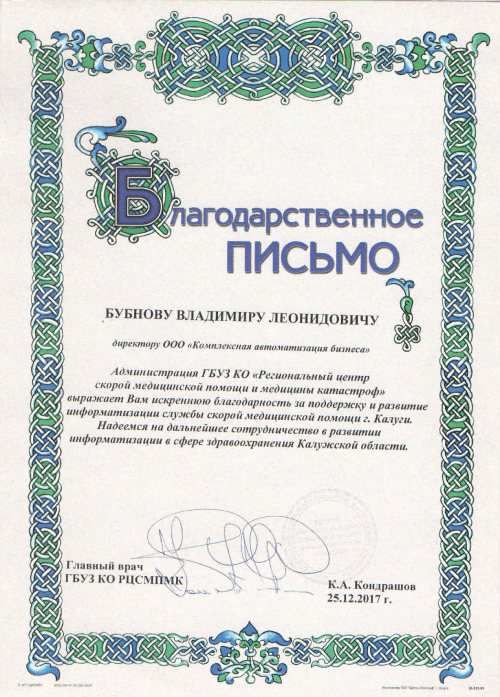 Благодарственное
ПИСЬМО
БУБНОВУ ВЛАДИМИРУ ЛЕОНИДОВИЧУ
директору ООО «Комплексная автоматизация бизнеса»
Администрация ГБУЗ КО «Региональный центр
скорой медицинской помощи и медицины катастроф»
выражает Вам искреннюю благодарность за поддержку и развитие
информатизации службы скорой медицинской помощи г. Калуги.
Надеемся на дальнейшее сотрудничество в развитии
информатизации в сфере здравоохранения Калужской области.
Главный врач
ГБУЗ КО РЦСМПМК
К.А. Кондрашов
25.12.2017 г.